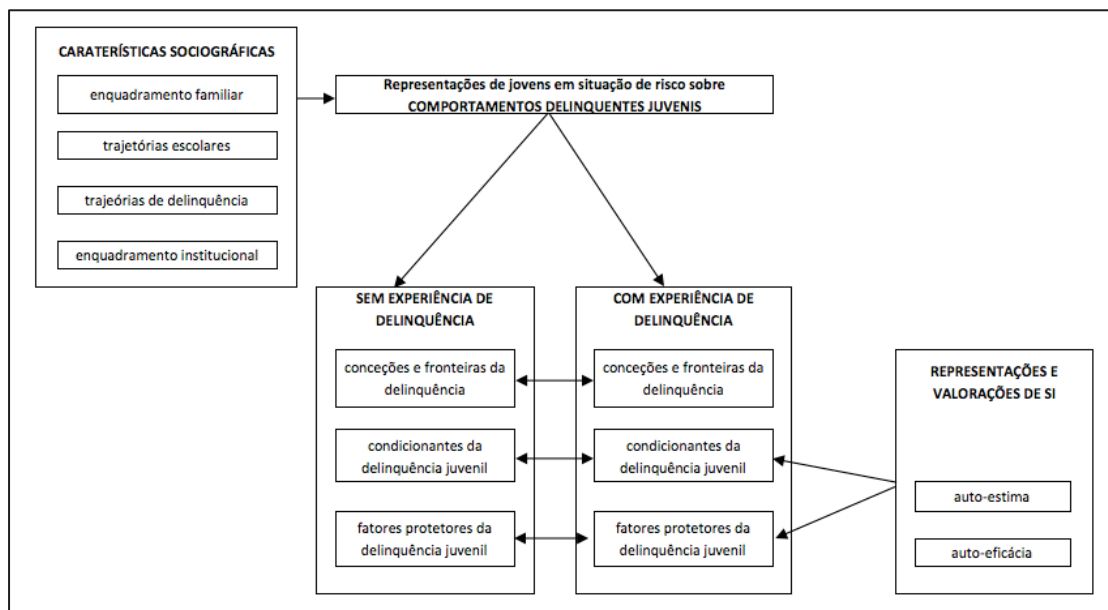 CARATERÍSTICAS SOCIOGRÁFICAS
enquadramento familiar
trajetórias escolares
trajeórias de delinquência
enquadramento institucional
Representações de jovens em situação de risco sobre
COMPORTAMENTOS DELINQUENTES JUVENIS
SEM EXPERIÊNCIA DE
DELINQUÊNCIA
conceções e fronteiras da
delinquência
condicionantes da
delinquência juvenil
fatores protetores da
delinquência juvenil
COM EXPERIÊNCIA DE
DELINQUÊNCIA
conceções e fronteiras da
delinquência
condicionantes da
delinquência juvenil
fatores protetores da
delinquência juvenil
REPRESENTAÇÕES E
VALORAÇÕES DE SI
auto-estima
auto-eficácia